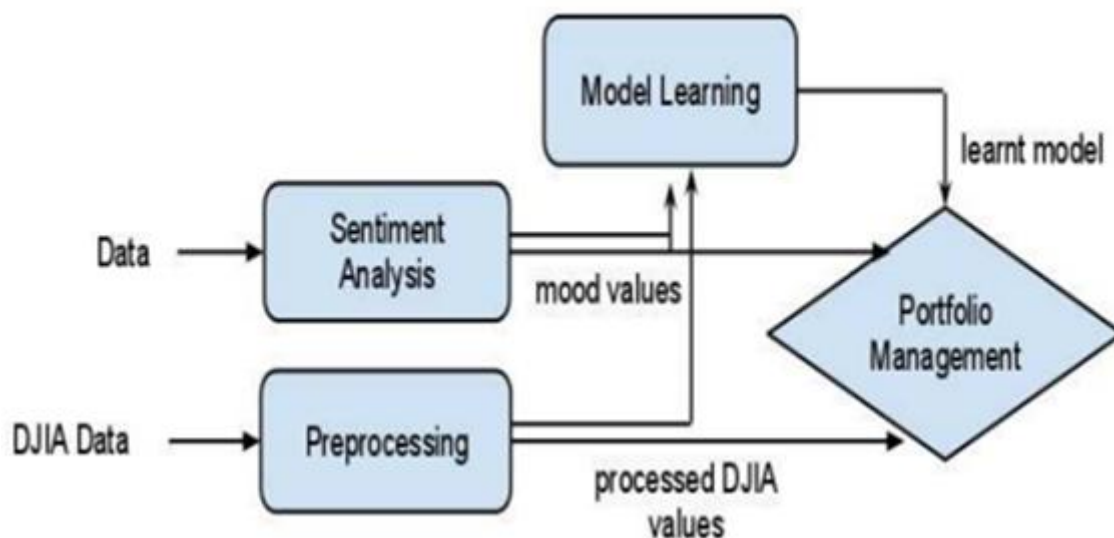 Model Learning
learnt model
Data
Sentiment
Analysis
mood values
Portfolio
Management
DJIA Data
Preprocessing
processed DJIA
values